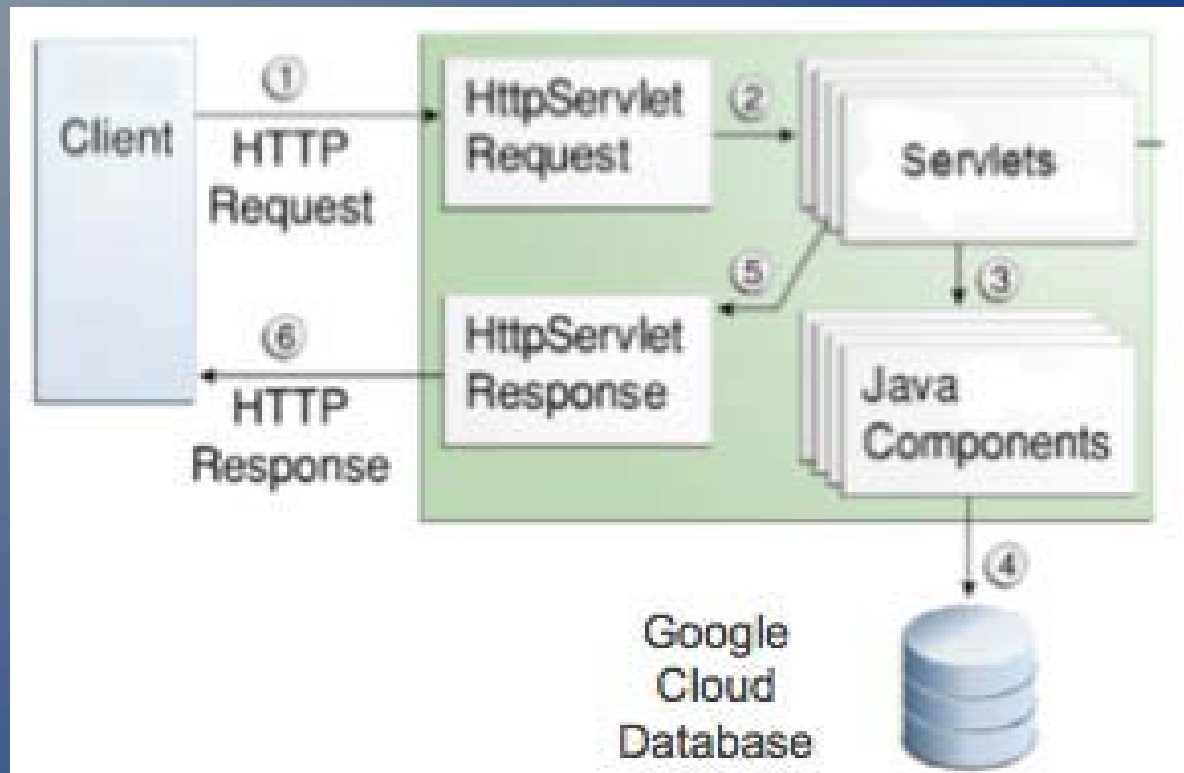 Client
①
HTTP
Request
HttpServlet
Request
②
Servlets
③
⑤
HttpServlet
Response
⑥
HTTP
Response
Java
Components
④
Google
Cloud
Database